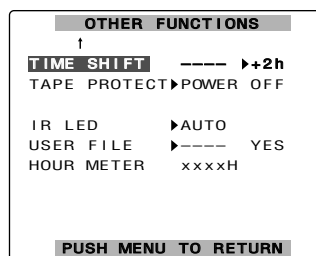 OTHER FUNCTIONS
TIME SHIFT ---- ▶+2h
TAPE PROTECT▶POWER OFF
IR LED ▶AUTO
USER FILE ▶---- YES
HOUR METER xxxxH
PUSH MENU TO RETURN